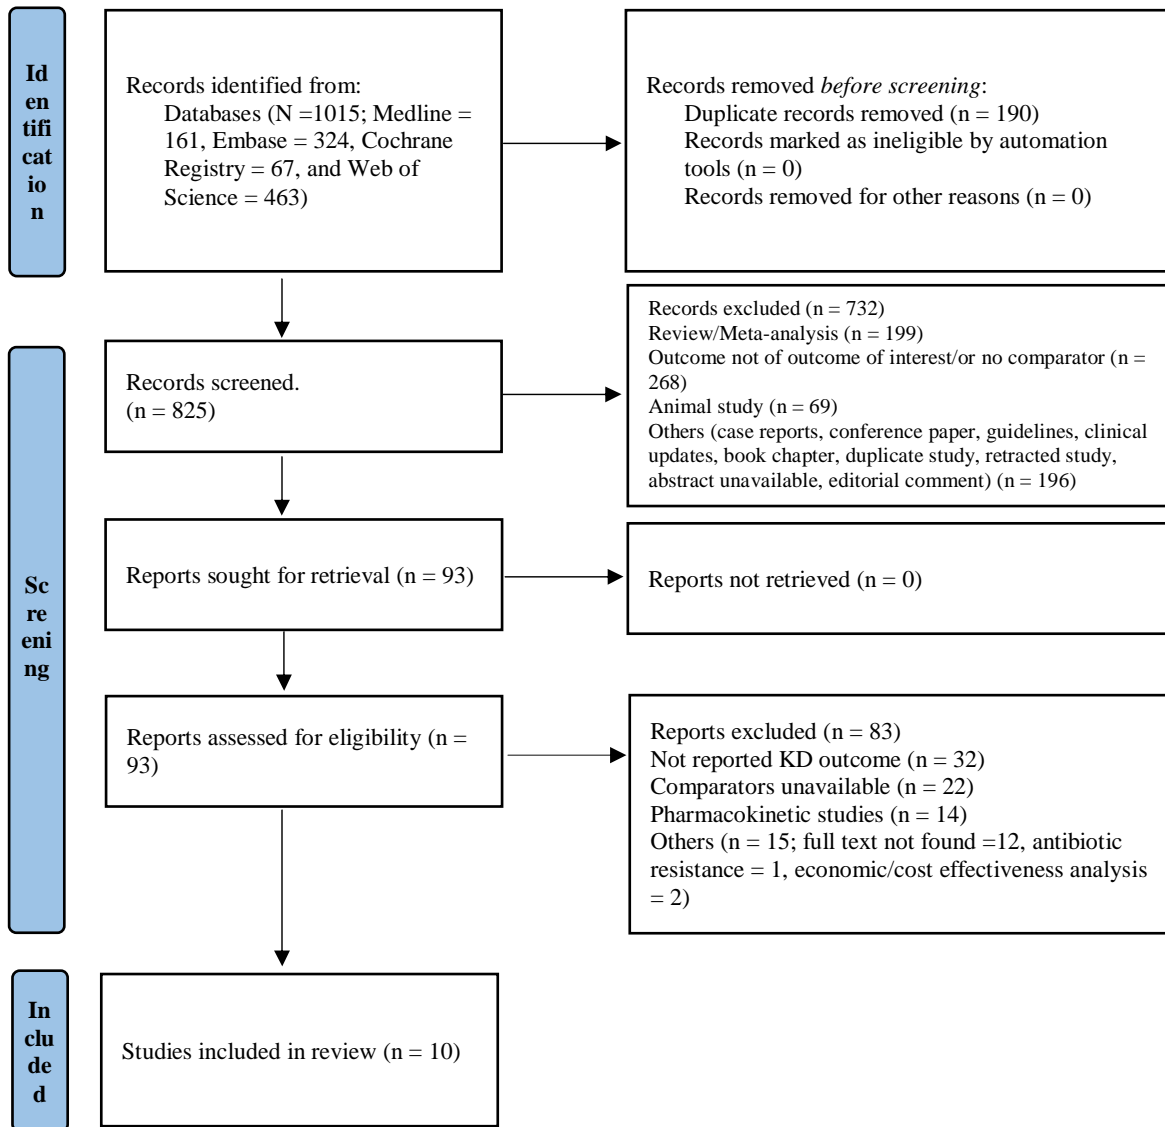 Id
en
tifi
cat
io
n
Records identified from:
Databases (N =1015; Medline =
161, Embase = 324, Cochrane
Registry = 67, and Web of
Science = 463)
Records removed before screening:
Duplicate records removed (n = 190)
Records marked as ineligible by automation
tools (n = 0)
Records removed for other reasons (n = 0)
Sc
re
eni
ng
Records screened.
(n = 825)
Records excluded (n = 732)
Review/Meta-analysis (n = 199)
Outcome not of outcome of interest/or no comparator (n =
268)
Animal study (n = 69)
Others (case reports, conference paper, guidelines, clinical
updates, book chapter, duplicate study, retracted study,
abstract unavailable, editorial comment) (n = 196)
Reports sought for retrieval (n = 93)
Reports not retrieved (n = 0)
Reports assessed for eligibility (n =
93)
Reports excluded (n = 83)
Not reported KD outcome (n = 32)
Comparators unavailable (n = 22)
Pharmacokinetic studies (n = 14)
Others (n = 15; full text not found =12, antibiotic
resistance = 1, economic/cost effectiveness analysis
= 2)
In
clu
de
d
Studies included in review (n = 10)